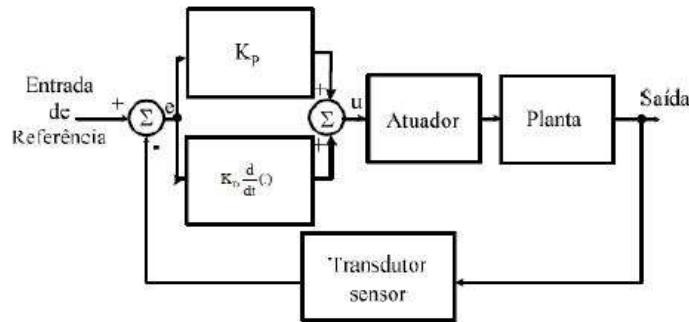 K_P
Entrada
de
Referência
+
Σ
-
e
+
Σ
+
u
Atuador
Planta
Saída
K_D d/dt(.)
Transdutor
sensor